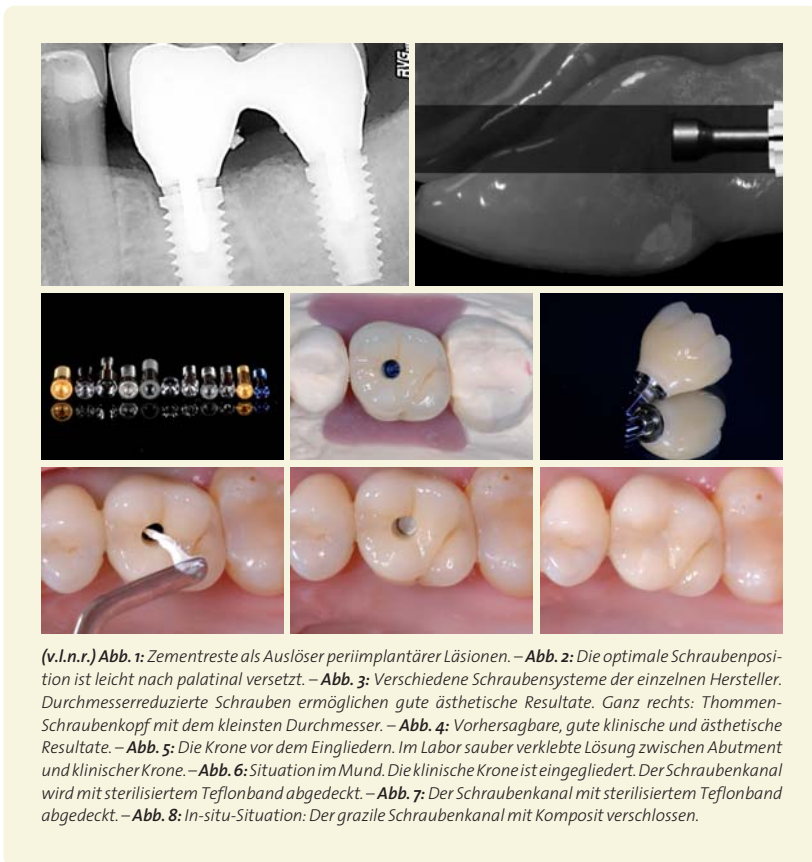 RVG
(v.l.n.r.) Abb. 1: Zementreste als Auslöser periimplantärer Läsionen. – Abb. 2: Die optimale Schraubenposi-
tion ist leicht nach palatinal versetzt. – Abb. 3: Verschiedene Schraubensysteme der einzelnen Hersteller.
Durchmesserreduzierte Schrauben ermöglichen gute ästhetische Resultate. Ganz rechts: Thommen-
Schraubenkopf mit dem kleinsten Durchmesser. – Abb. 4: Vorhersagbare, gute klinische und ästhetische
Resultate. – Abb. 5: Die Krone vor dem Eingliedern. Im Labor sauber verklebte Lösung zwischen Abutment
und klinischer Krone. – Abb. 6: Situation im Mund. Die klinische Krone ist eingegliedert. Der Schraubenkanal
wird mit sterilisiertem Teflonband abgedeckt. – Abb. 7: Der Schraubenkanal mit sterilisiertem Teflonband
abgedeckt. – Abb. 8: In-situ-Situation: Der grazile Schraubenkanal mit Komposit verschlossen.